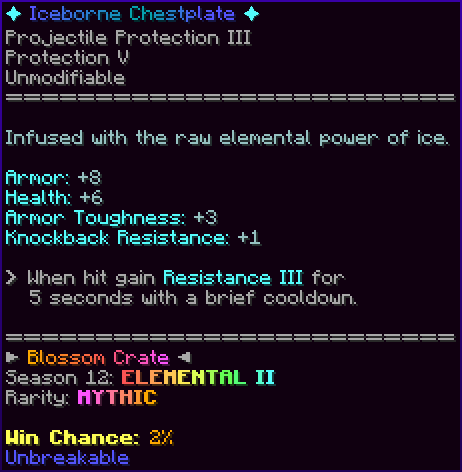 ✦ Iceborne Chestplate ✦
Projectile Protection III
Protection V
Unmodifiable
==============================
Infused with the raw elemental power of ice.
Armor: +8
Health: +6
Armor Toughness: +3
Knockback Resistance: +1
> When hit gain Resistance III for
5 seconds with a brief cooldown.
==============================
► Blossom Crate ◄
Season 12: ELEMENTAL II
Rarity: MYTHIC
Win Chance: 2%
Unbreakable